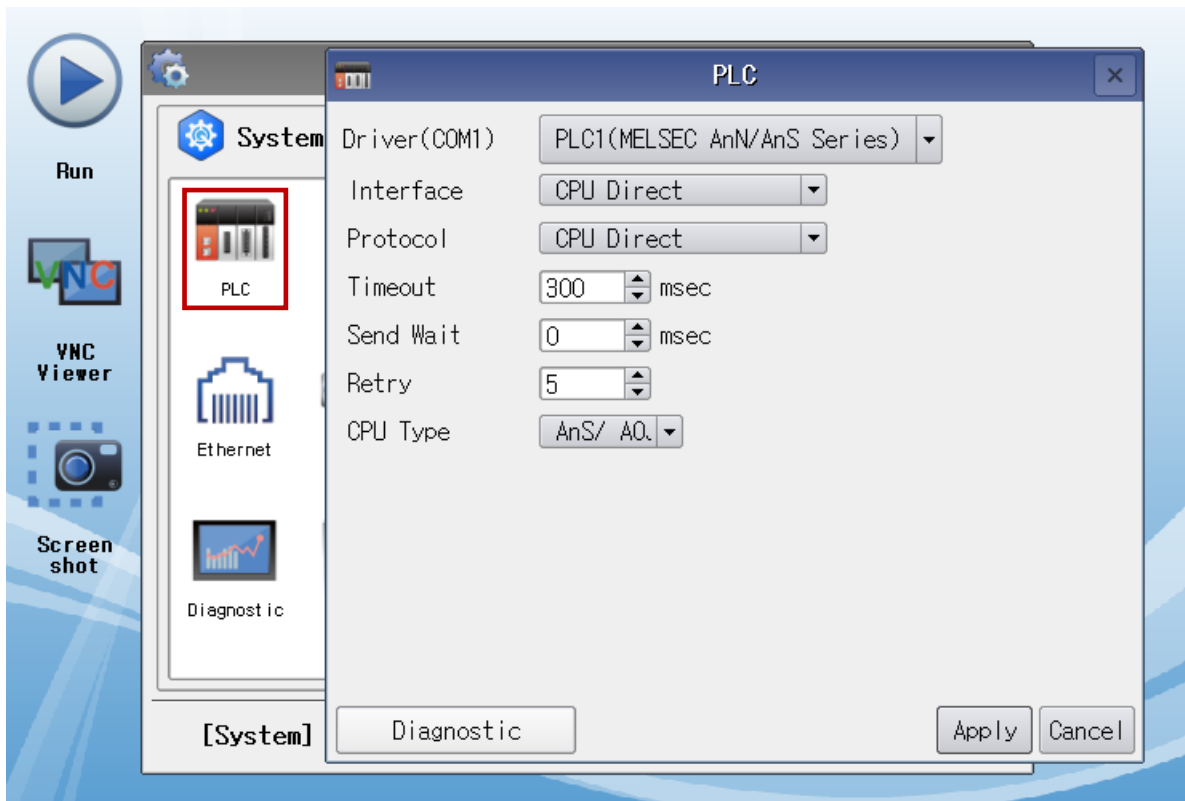 Run
VNC
VNC
Viewer
Screen
shot
System
PLC
Ethernet
Diagnostic
[System]
PLC
Driver(COM1) PLC1(MELSEC AnN/AnS Series)
Interface CPU Direct
Protocol CPU Direct
Timeout 300 msec
Send Wait 0 msec
Retry 5
CPU Type AnS/ A0
Diagnostic Apply Cancel